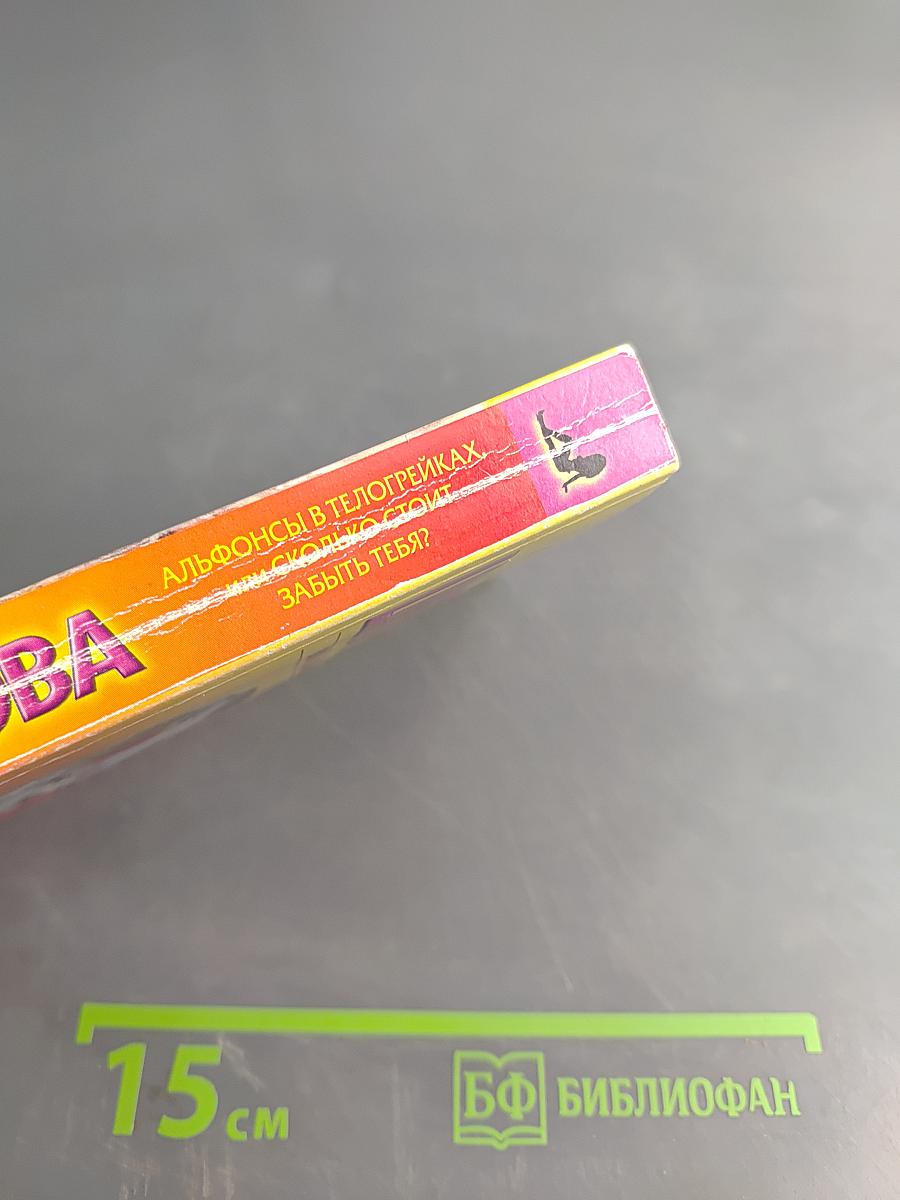 АЛЬФОНСЫ В ТЕЛОГРЕЙКАХ,
ИЛИ СКОЛЬКО СТОИТ
ЗАБЫТЬ ТЕБЯ?
ОВА
15 см
БФ БИБЛИОФАН